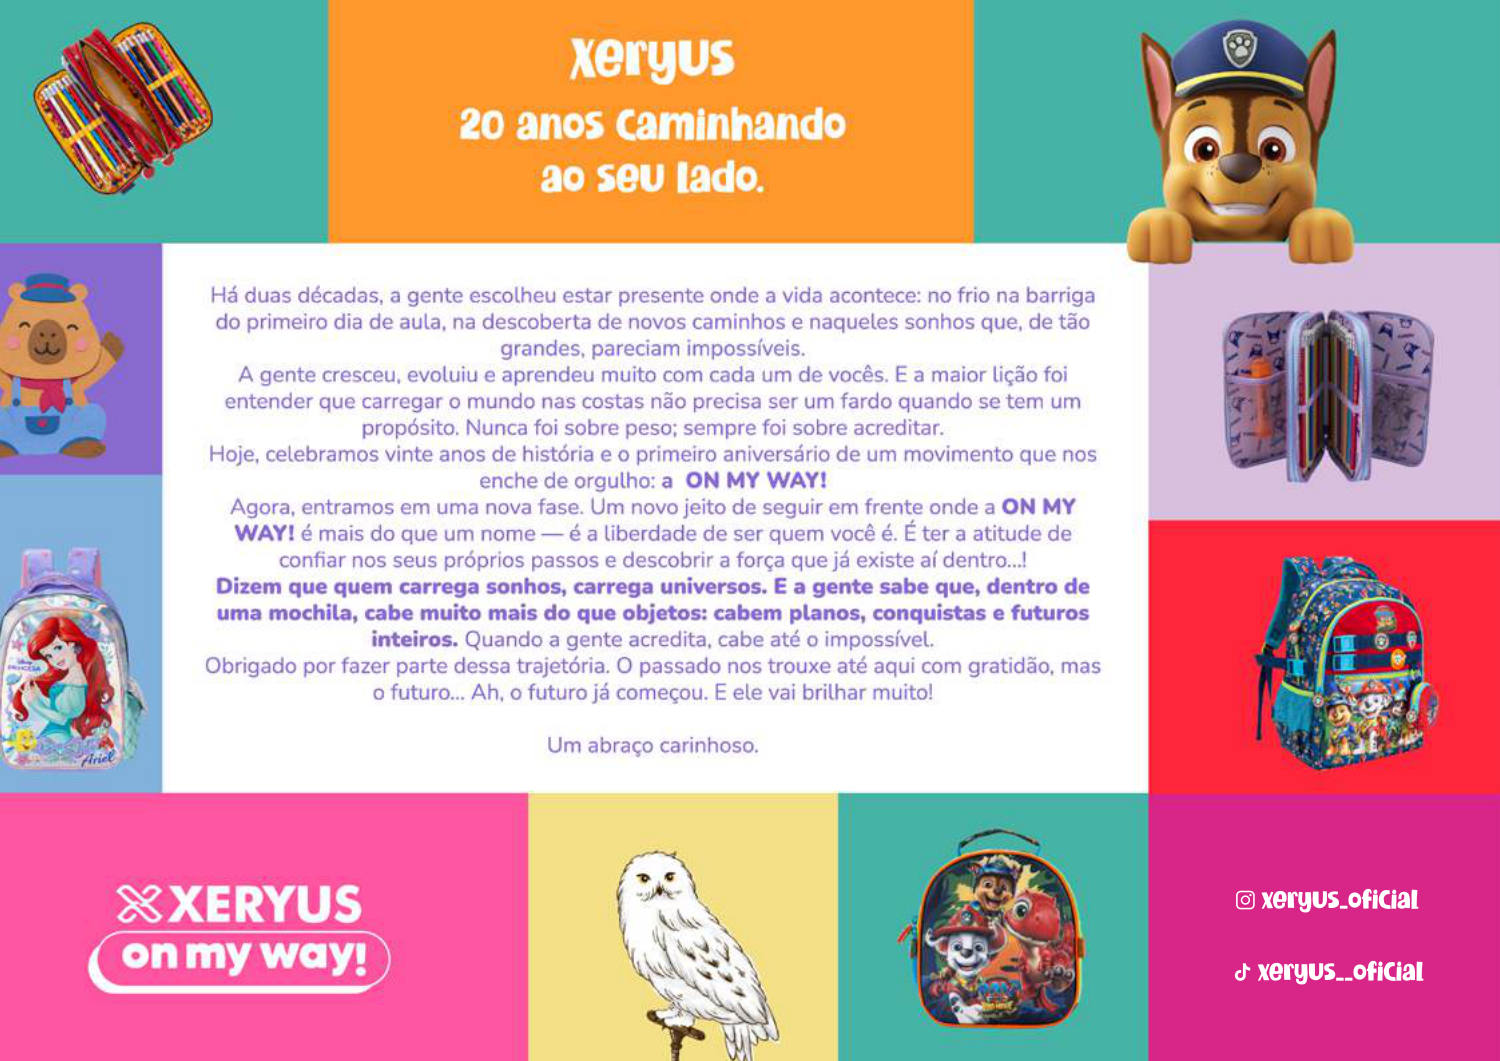 xeryus
20 anos Caminhando
ao seu lado.
Há duas décadas, a gente escolheu estar presente onde a vida acontece: no frio na barriga
do primeiro dia de aula, na descoberta de novos caminhos e naqueles sonhos que, de tão
grandes, pareciam impossíveis.
A gente cresceu, evoluiu e aprendeu muito com cada um de vocês. E a maior lição foi
entender que carregar o mundo nas costas não precisa ser um fardo quando se tem um
propósito. Nunca foi sobre peso; sempre foi sobre acreditar.
Hoje, celebramos vinte anos de história e o primeiro aniversário de um movimento que nos
enche de orgulho: a ON MY WAY!
Agora, entramos em uma nova fase. Um novo jeito de seguir em frente onde a ON MY
WAY! é mais do que um nome — é a liberdade de ser quem você é. É ter a atitude de
confiar nos seus próprios passos e descobrir a força que já existe aí dentro...!
Dizem que quem carrega sonhos, carrega universos. E a gente sabe que, dentro de
uma mochila, cabe muito mais do que objetos: cabem planos, conquistas e futuros
inteiros. Quando a gente acredita, cabe até o impossível.
Obrigado por fazer parte dessa trajetória. O passado nos trouxe até aqui com gratidão, mas
o futuro... Ah, o futuro já começou. E ele vai brilhar muito!
Um abraço carinhoso.
Ariel
XERYUS
on my way!
xeryus_oficial
xeryus__oficial